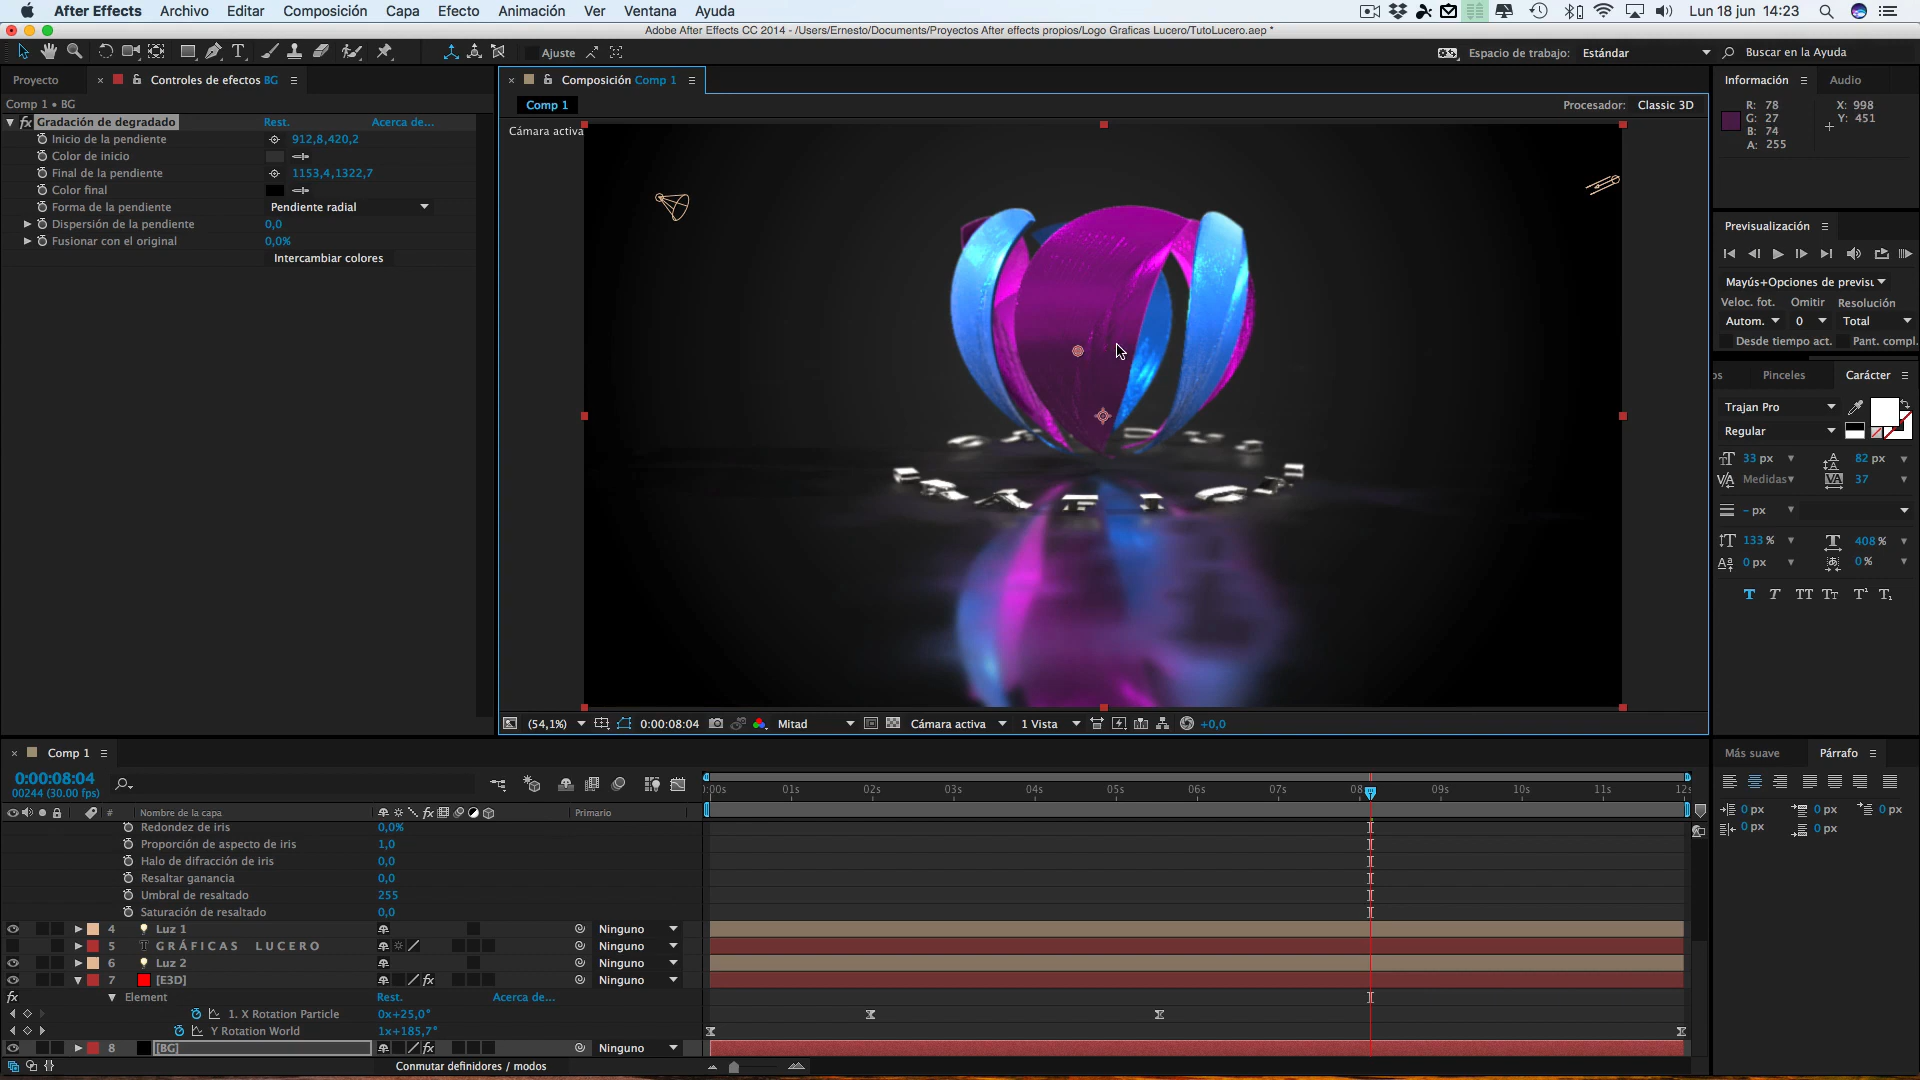 After Effects Archivo Editar Composición Capa Efecto Animación Ver Ventana Ayuda Lun 18 jun 14:23
Adobe After Effects CC 2014 - /Users/Ernesto/Documents/Proyectos After effects propios/Logo Graficas Lucero/TutoLucero.aep *
Ajuste Espacio de trabajo: Estándar Buscar en la Ayuda
Proyecto × Controles de efectos BG
× Composición Comp 1
Información Audio
Comp 1 • BG
Comp 1
Procesador: Classic 3D
R: 78 X: 998
G: 27 Y: 451
B: 74
A: 255
fx Gradación de degradado Rest. Acerca de...
Cámara activa
Inicio de la pendiente 912,8,420,2
Color de inicio
Final de la pendiente 1153,4,1322,7
Color final
Forma de la pendiente Pendiente radial
Dispersión de la pendiente 0,0
Fusionar con el original 0,0%
Intercambiar colores
Previsualización
Mayús+Opciones de previsu
Veloc. fot. Omitir Resolución
Autom. 0 Total
Desde tiempo act. Pant. compl.
os Pinceles Carácter
Trajan Pro
Regular
33 px 82 px
Medidas 37
- px
133 % 408 %
0 px 0 %
T T TT Tт T¹ T₁
(54,1%) 0:00:08:04 Mitad Cámara activa 1 Vista +0,0
× Comp 1
Más suave Párrafo
0:00:08:04
00244 (30.00 fps)
:00s 01s 02s 03s 04s 05s 06s 07s 08 09s 10s 11s 12s
# Nombre de la capa fx Primario
0 px 0 px 0 px
0 px 0 px
Redondez de iris 0,0%
Proporción de aspecto de iris 1,0
Halo de difracción de iris 0,0
Resaltar ganancia 0,0
Umbral de resaltado 255
Saturación de resaltado 0,0
4 Luz 1 Ninguno
5 T GRÁFICAS LUCERO Ninguno
6 Luz 2 Ninguno
7 [E3D] fx Ninguno
fx Element Rest. Acerca de...
1. X Rotation Particle 0x+25,0°
Y Rotation World 1x+185,7°
8 [BG] fx Ninguno
Conmutar definidores / modos